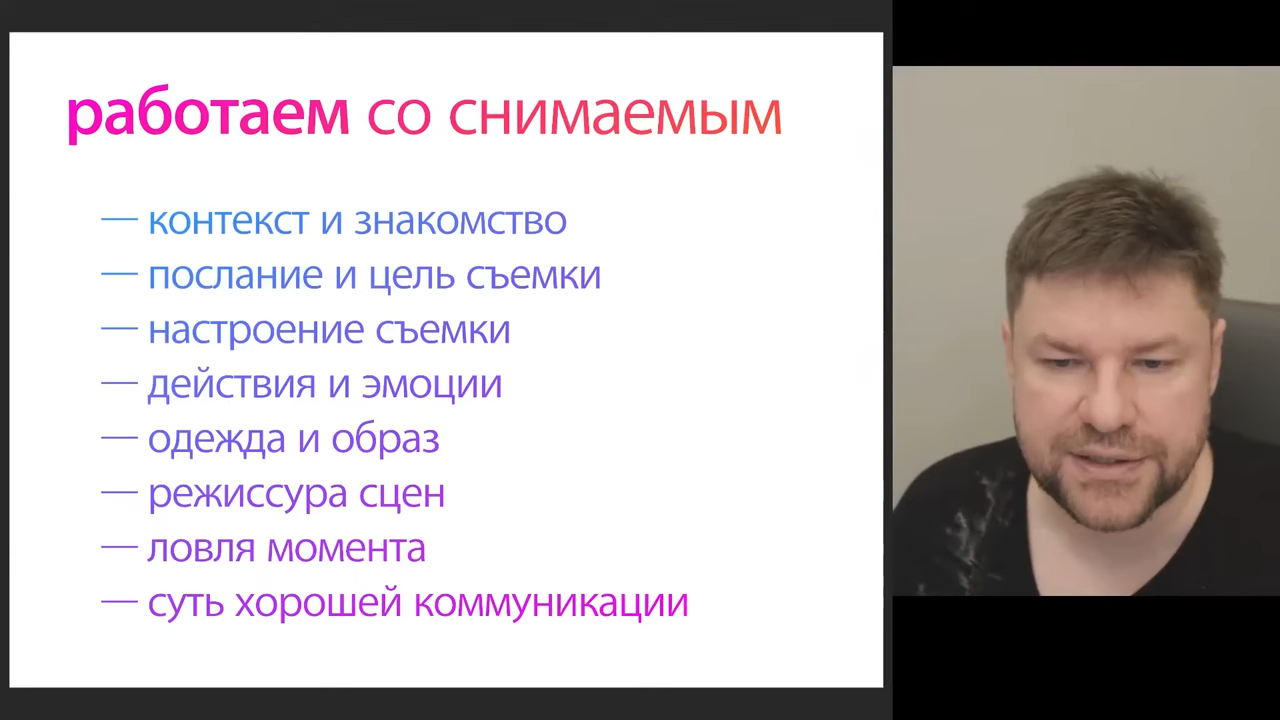 работаем со снимаемым
— контекст и знакомство
— послание и цель съемки
— настроение съемки
— действия и эмоции
— одежда и образ
— режиссура сцен
— ловля момента
— суть хорошей коммуникации